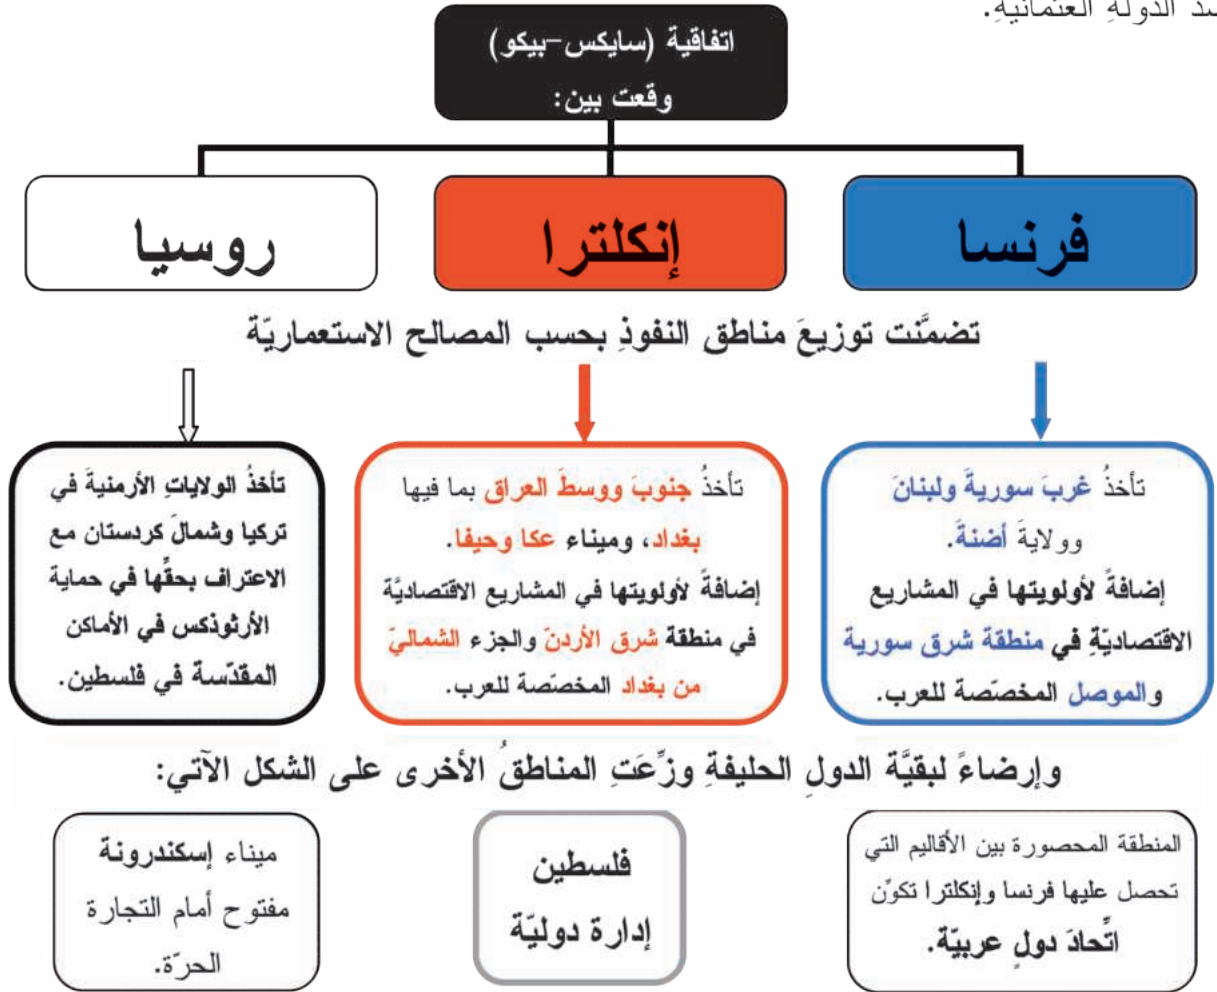 الدولةِ العثمانيةِ.
اتفاقية (سايكس-بيكو)
وقعت بين:
فرنسا
إنكلترا
روسيا
تضمَّنت توزيعَ مناطق النفوذِ بحسب المصالح الاستعماريّة
تأخذُ غربَ سوريةَ ولبنانَ
وولايةَ أضنةَ.
إضافةً لأولويتها في المشاريع
الاقتصاديّةِ في منطقة شرق سورية
والموصل المخصّصة للعرب.
تأخذُ جنوبَ ووسطَ العراق بما فيها
بغداد، وميناء عكا وحيفا.
إضافةً لأولويتها في المشاريع الاقتصاديَّة
في منطقة شرق الأردنّ والجزء الشماليّ
من بغداد المخصّصة للعرب.
تأخذُ الولاياتِ الأرمنيةَ في
تركيا وشمالَ كردستان مع
الاعتراف بحقِّها في حماية
الأرثوذكس في الأماكن
المقدّسة في فلسطين.
وإرضاءً لبقيَّة الدولِ الحليفةِ وزِّعَتِ المناطقُ الأخرى على الشكل الآتي:
المنطقة المحصورة بين الأقاليم التي
تحصل عليها فرنسا وإنكلترا تكوِّن
اتِّحادَ دولٍ عربيّة.
فلسطين
إدارة دوليّة
ميناء إسكندرونة
مفتوح أمام التجارة
الحرّة.